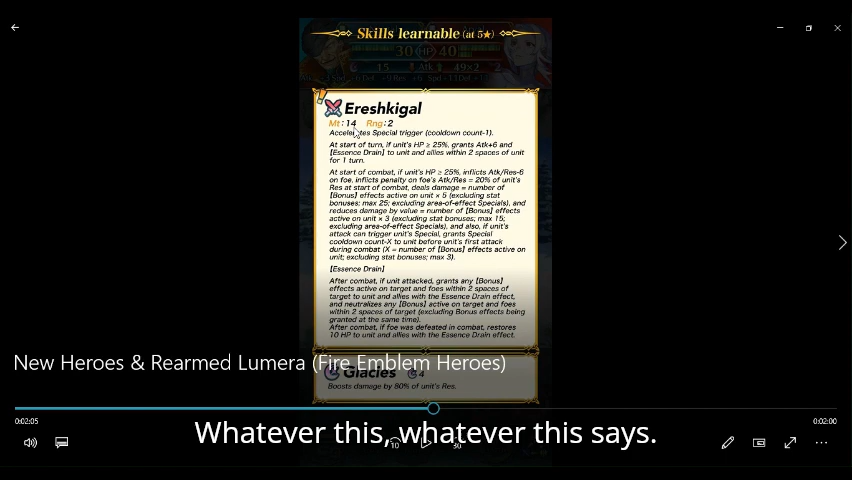 Skills learnable (at 5★)
30 HP 40
15 Atk 49×2
Ereshkigal
Mt:14 Rng:2
Accelerates Special trigger (cooldown count-1).
At start of turn, if unit's HP ≥ 25%, grants Atk+6 and
【Essence Drain】 to unit and allies within 2 spaces of unit
for 1 turn.
At start of combat, if unit's HP ≥ 25%, inflicts Atk/Res-6
on foe, inflicts penalty on foe's Atk/Res = 20% of unit's
Res at start of combat, deals damage = number of
【Bonus】 effects active on unit × 5 (excluding stat
bonuses; max 25; excluding area-of-effect Specials), and
reduces damage by value = number of 【Bonus】 effects
active on unit × 3 (excluding stat bonuses; max 15;
excluding area-of-effect Specials), and also, if unit's
attack can trigger unit's Special, grants Special
cooldown count-X to unit before unit's first attack
during combat (X = number of 【Bonus】 effects active on
unit; excluding stat bonuses; max 3).
【Essence Drain】
After combat, if unit attacked, grants any 【Bonus】
effects active on target and foes within 2 spaces of
target to unit and allies with the Essence Drain effect,
and neutralizes any 【Bonus】 active on target and foes
within 2 spaces of target (excluding Bonus effects being
granted at the same time).
After combat, if foe was defeated in combat, restores
10 HP to unit and allies with Essence Drain effect.
New Heroes & Rearmed Lumera (Fire Emblem Heroes)
Glacies 4
Boosts damage by 80% of unit's Res.
0:02:05 0:02:00
Whatever this, whatever this says.
10 30